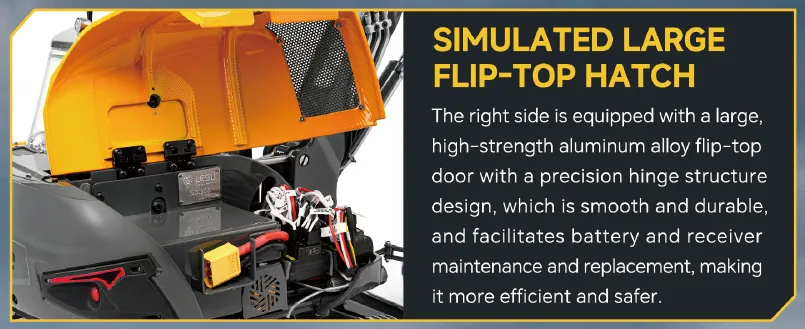 SIMULATED LARGE
FLIP-TOP HATCH
The right side is equipped with a large,
high-strength aluminum alloy flip-top
door with a precision hinge structure
design, which is smooth and durable,
and facilitates battery and receiver
maintenance and replacement, making
it more efficient and safer.
LESU